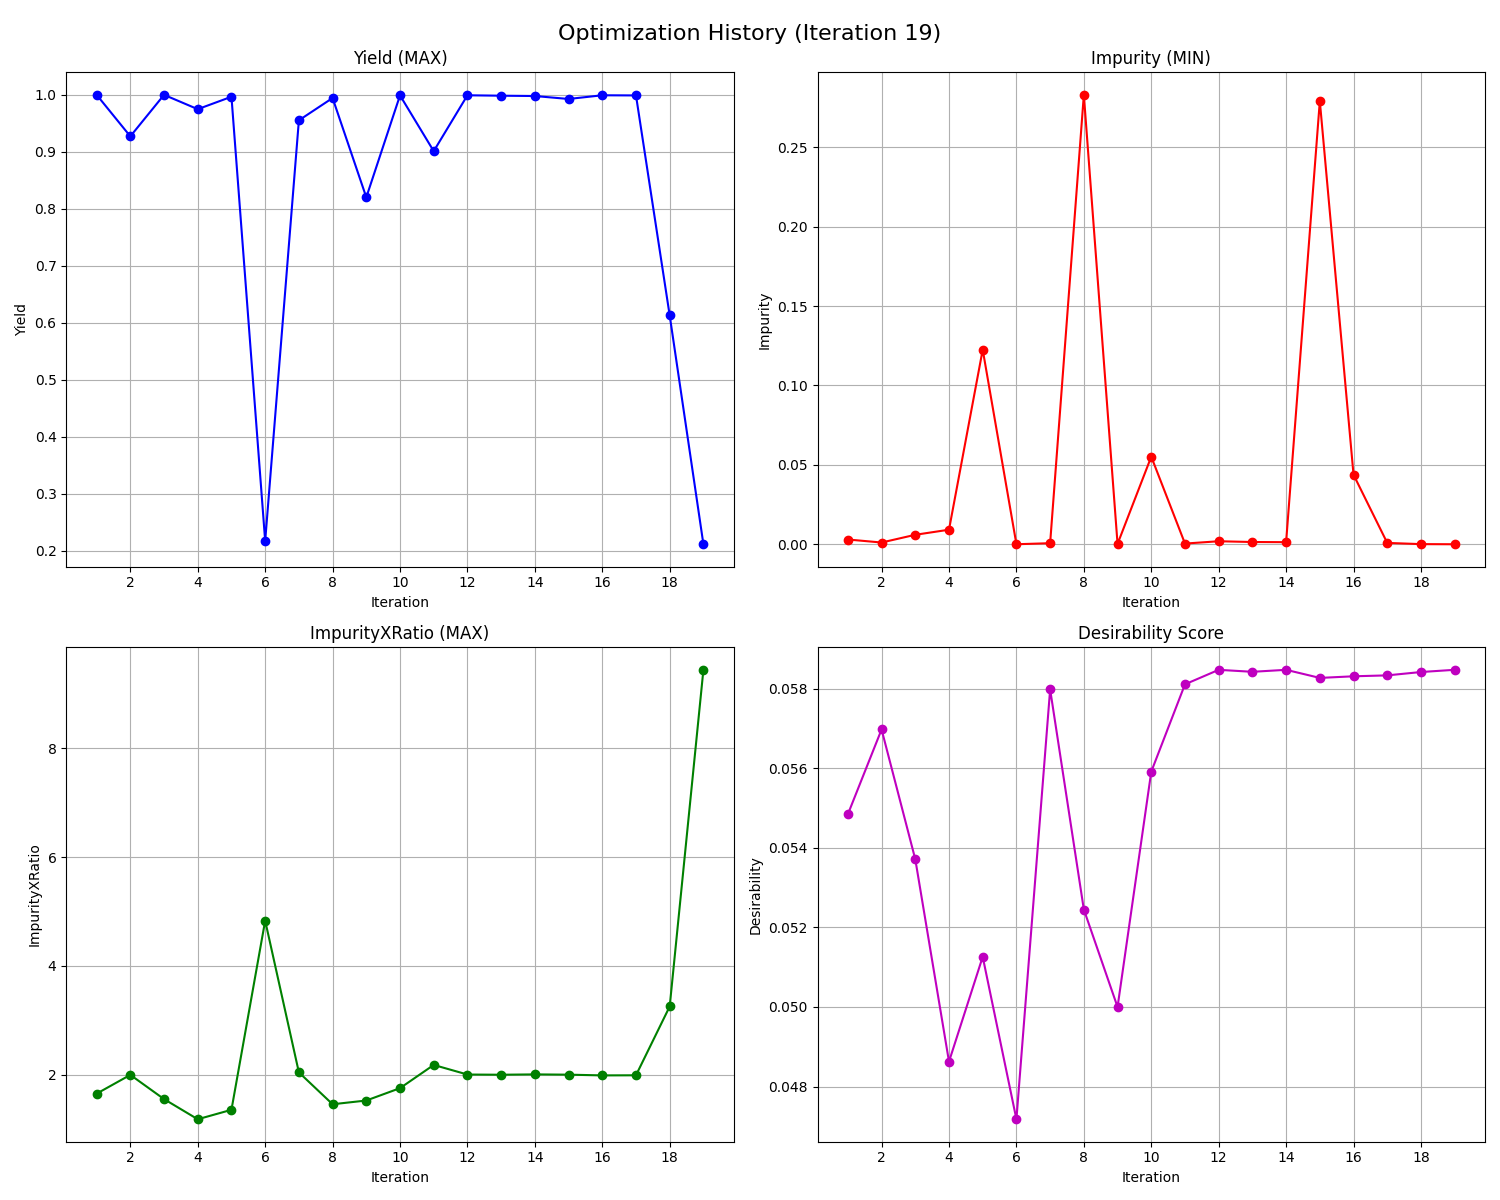 Optimization History (Iteration 19)
Yield (MAX)
1.0
0.9
0.8
0.7
0.6
0.5
0.4
0.3
0.2
Yield
2 4 6 8 10 12 14 16 18
Iteration
Impurity (MIN)
0.25
0.20
0.15
0.10
0.05
0.00
Impurity
2 4 6 8 10 12 14 16 18
Iteration
ImpurityXRatio (MAX)
8
6
4
2
ImpurityXRatio
2 4 6 8 10 12 14 16 18
Iteration
Desirability Score
0.058
0.056
0.054
0.052
0.050
0.048
Desirability
2 4 6 8 10 12 14 16 18
Iteration